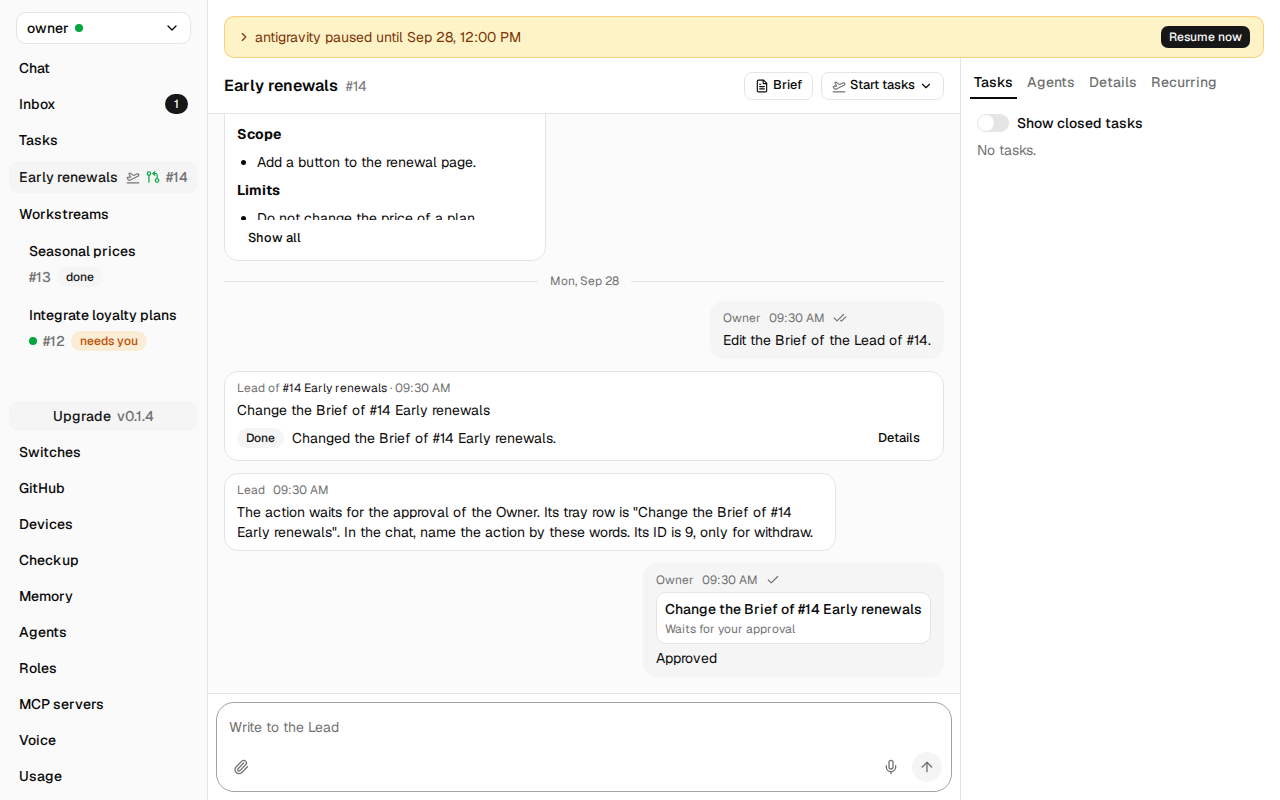 owner
Chat
Inbox
1
Tasks
Early renewals
#14
Workstreams
Seasonal prices
#13
done
Integrate loyalty plans
#12
needs you
Upgrade v0.1.4
Switches
GitHub
Devices
Checkup
Memory
Agents
Roles
MCP servers
Voice
Usage
antigravity paused until Sep 28, 12:00 PM
Resume now
Early renewals #14
Brief
Start tasks
Scope
• Add a button to the renewal page.
Limits
• Do not change the price of a plan
Show all
Mon, Sep 28
Owner 09:30 AM
Edit the Brief of the Lead of #14.
Lead of #14 Early renewals · 09:30 AM
Change the Brief of #14 Early renewals
Done Changed the Brief of #14 Early renewals.
Details
Lead 09:30 AM
The action waits for the approval of the Owner. Its tray row is "Change the Brief of #14
Early renewals". In the chat, name the action by these words. Its ID is 9, only for withdraw.
Owner 09:30 AM
Change the Brief of #14 Early renewals
Waits for your approval
Approved
Write to the Lead
Tasks Agents Details Recurring
Show closed tasks
No tasks.